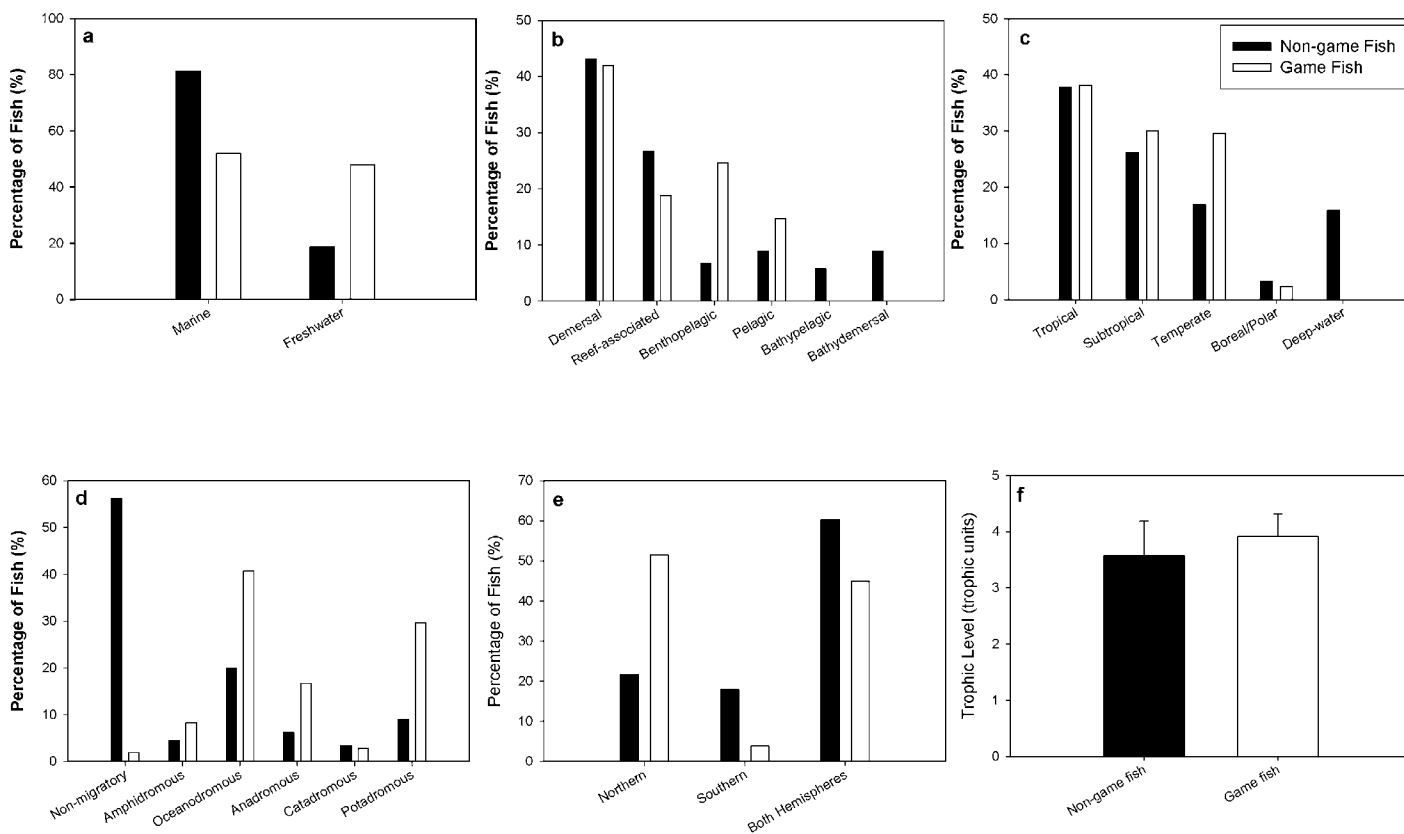 a
Percentage of Fish (%)
100
80
60
40
20
0
Marine
Freshwater
b
Percentage of Fish (%)
50
40
30
20
10
0
Demersal
Reef-associated
Benthopelagic
Pelagic
Bathypelagic
Bathydemersal
c
Non-game Fish
Game Fish
Percentage of Fish (%)
50
40
30
20
10
0
Tropical
Subtropical
Temperate
Boreal/Polar
Deep-water
d
Percentage of Fish (%)
60
50
40
30
20
10
0
Non-migratory
Amphidromous
Oceanodromous
Anadromous
Catadromous
Potadromous
e
Percentage of Fish (%)
70
60
50
40
30
20
10
0
Northern
Southern
Both Hemispheres
f
Trophic Level (trophic units)
5
4
3
2
1
0
Non-game fish
Game fish